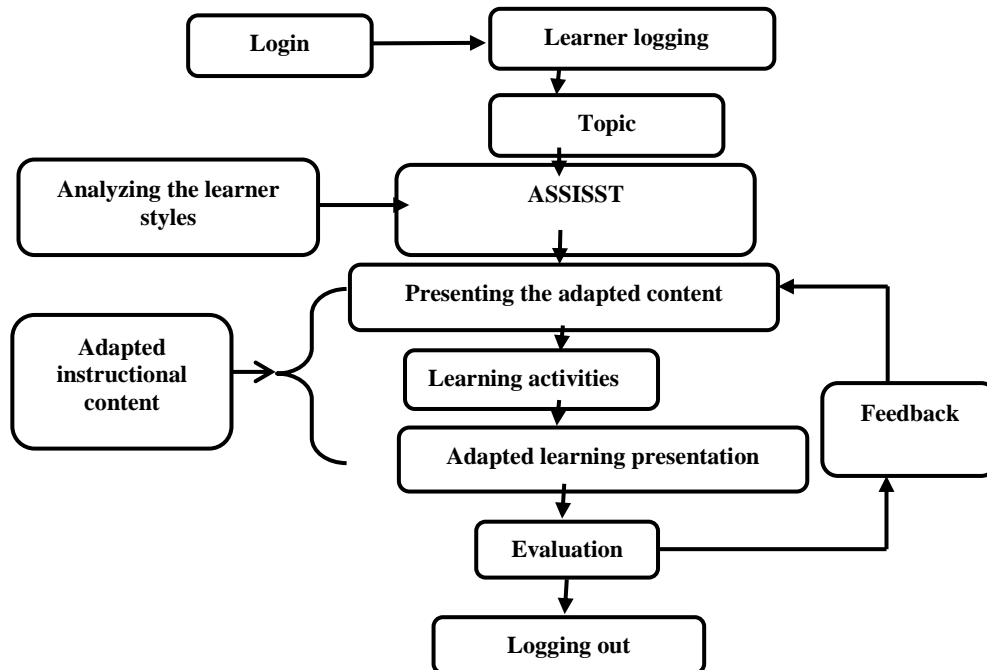 Login
Learner logging
Topic
Analyzing the learner
styles
ASSISST
Presenting the adapted content
Adapted
instructional
content
Learning activities
Feedback
Adapted learning presentation
Evaluation
Logging out